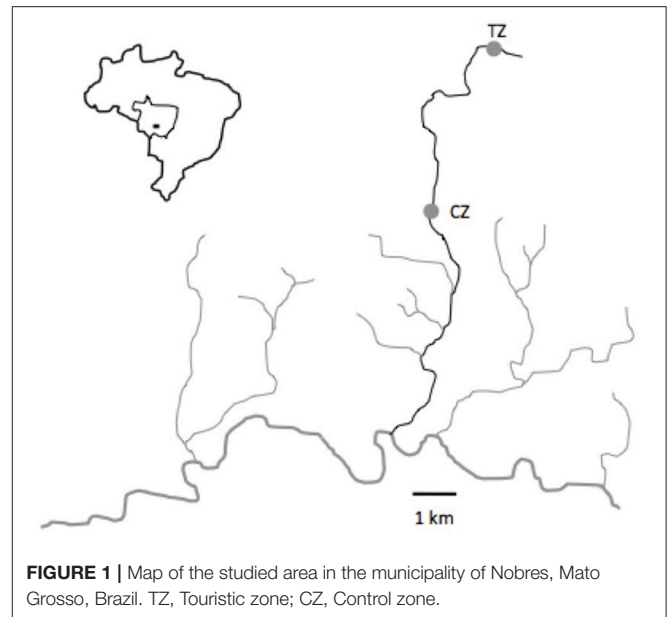 TZ
CZ
1 km
FIGURE 1 | Map of the studied area in the municipality of Nobres, Mato
Grosso, Brazil. TZ, Touristic zone; CZ, Control zone.